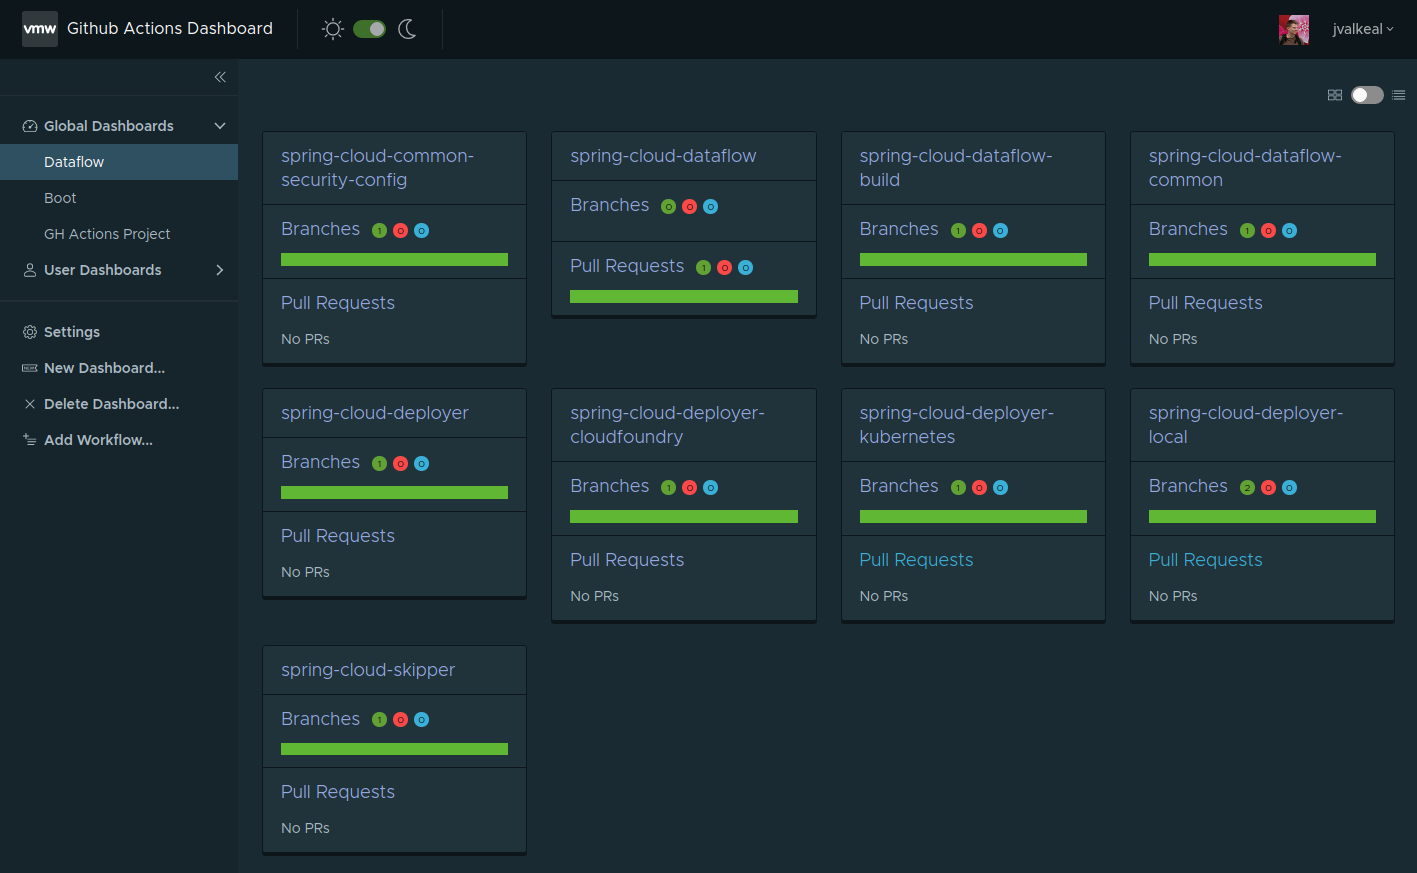 vmw Github Actions Dashboard
jvalkeal
Global Dashboards
Dataflow
Boot
GH Actions Project
User Dashboards
Settings
NEW New Dashboard...
Delete Dashboard...
Add Workflow...
spring-cloud-common-
security-config
Branches 1 0 0
Pull Requests
No PRs
spring-cloud-dataflow
Branches 0 0 0
Pull Requests 1 0 0
spring-cloud-dataflow-
build
Branches 1 0 0
Pull Requests
No PRs
spring-cloud-dataflow-
common
Branches 1 0 0
Pull Requests
No PRs
spring-cloud-deployer
Branches 1 0 0
Pull Requests
No PRs
spring-cloud-deployer-
cloudfoundry
Branches 1 0 0
Pull Requests
No PRs
spring-cloud-deployer-
kubernetes
Branches 1 0 0
Pull Requests
No PRs
spring-cloud-deployer-
local
Branches 2 0 0
Pull Requests
No PRs
spring-cloud-skipper
Branches 1 0 0
Pull Requests
No PRs